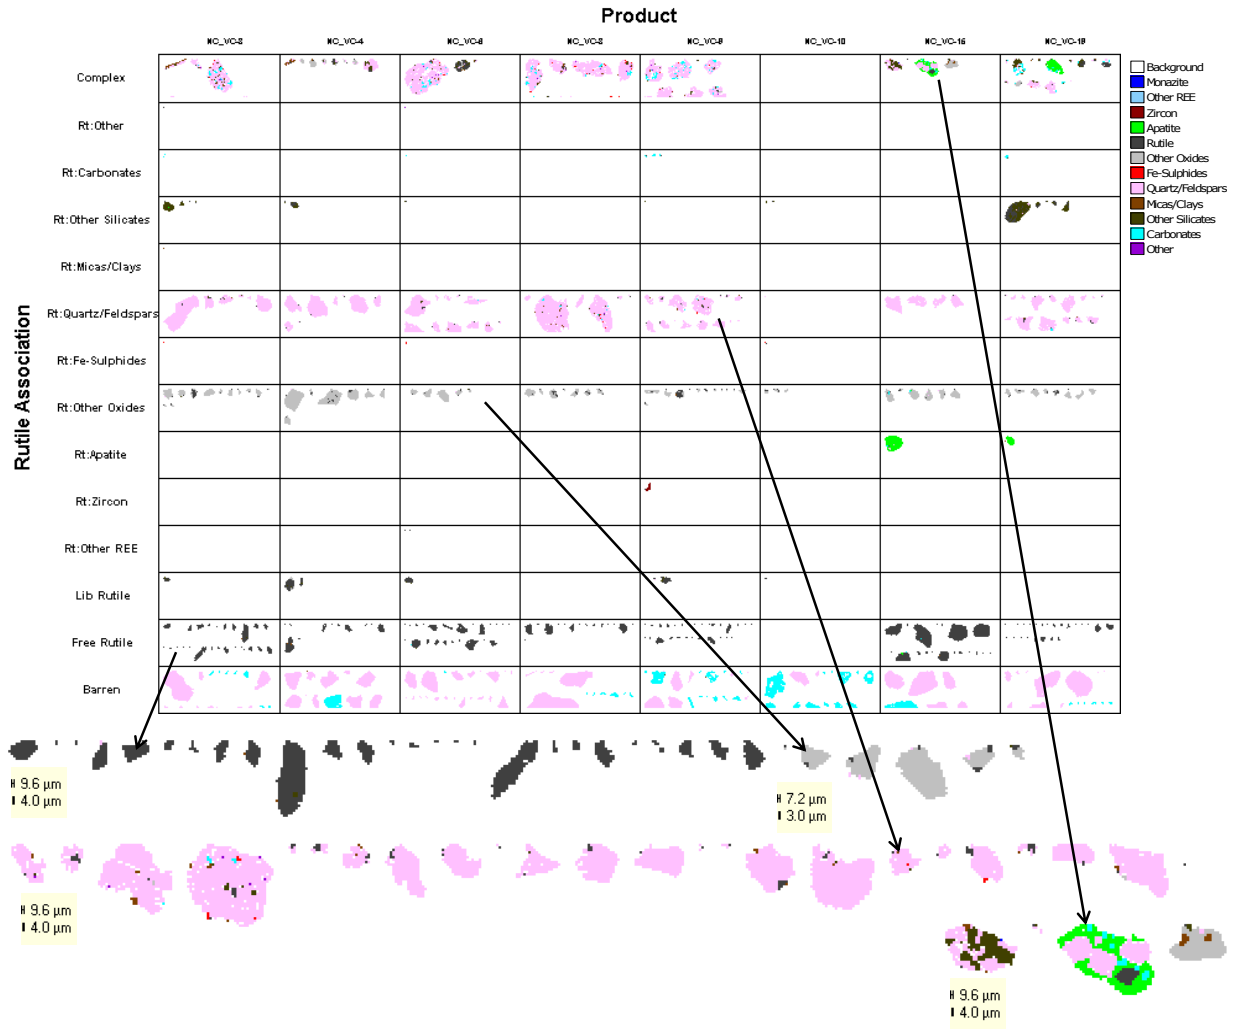 Product
NC_VC-4
NC_VC-10
Complex
Rt:Other
Rt:Carbonates
Rt:Other Silicates
Rt:Micas/Clays
Rt:Quartz/Feldspars
Rt:Fe-Sulphides
Rt:Other Oxides
Rt:Apatite
Rt:Zircon
Rt:Other REE
Lib Rutile
Free Rutile
Barren
Rutile Association
Background
Monazite
Other REE
Zircon
Apatite
Rutile
Other Oxides
Fe-Sulphides
Quartz/Feldspars
Micas/Clays
Other Silicates
Carbonates
Other
9.6 µm
4.0 µm
7.2 µm
3.0 µm
9.6 µm
4.0 µm
9.6 µm
4.0 µm